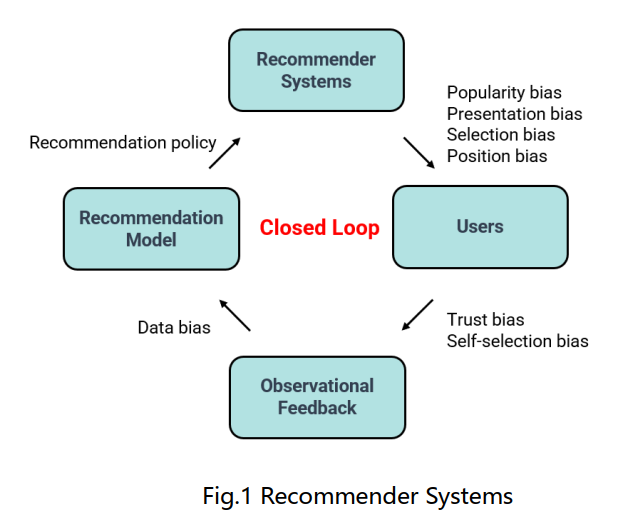 Recommender
Systems
Popularity bias
Presentation bias
Selection bias
Position bias
Recommendation policy
Recommendation
Model
Closed Loop
Users
Data bias
Trust bias
Self-selection bias
Observational
Feedback
Fig.1 Recommender Systems